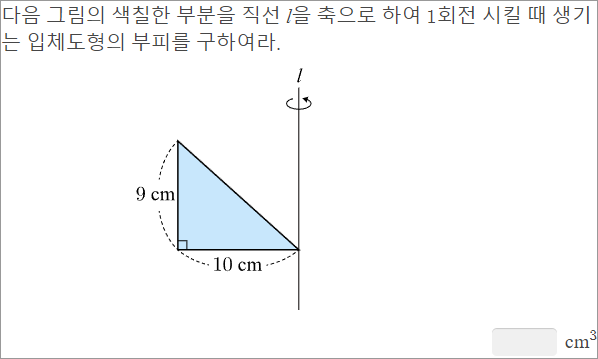 다음 그림의 색칠한 부분을 직선 l을 축으로 하여 1회전 시킬 때 생기
는 입체도형의 부피를 구하여라.
l
9 cm
10 cm
cm³